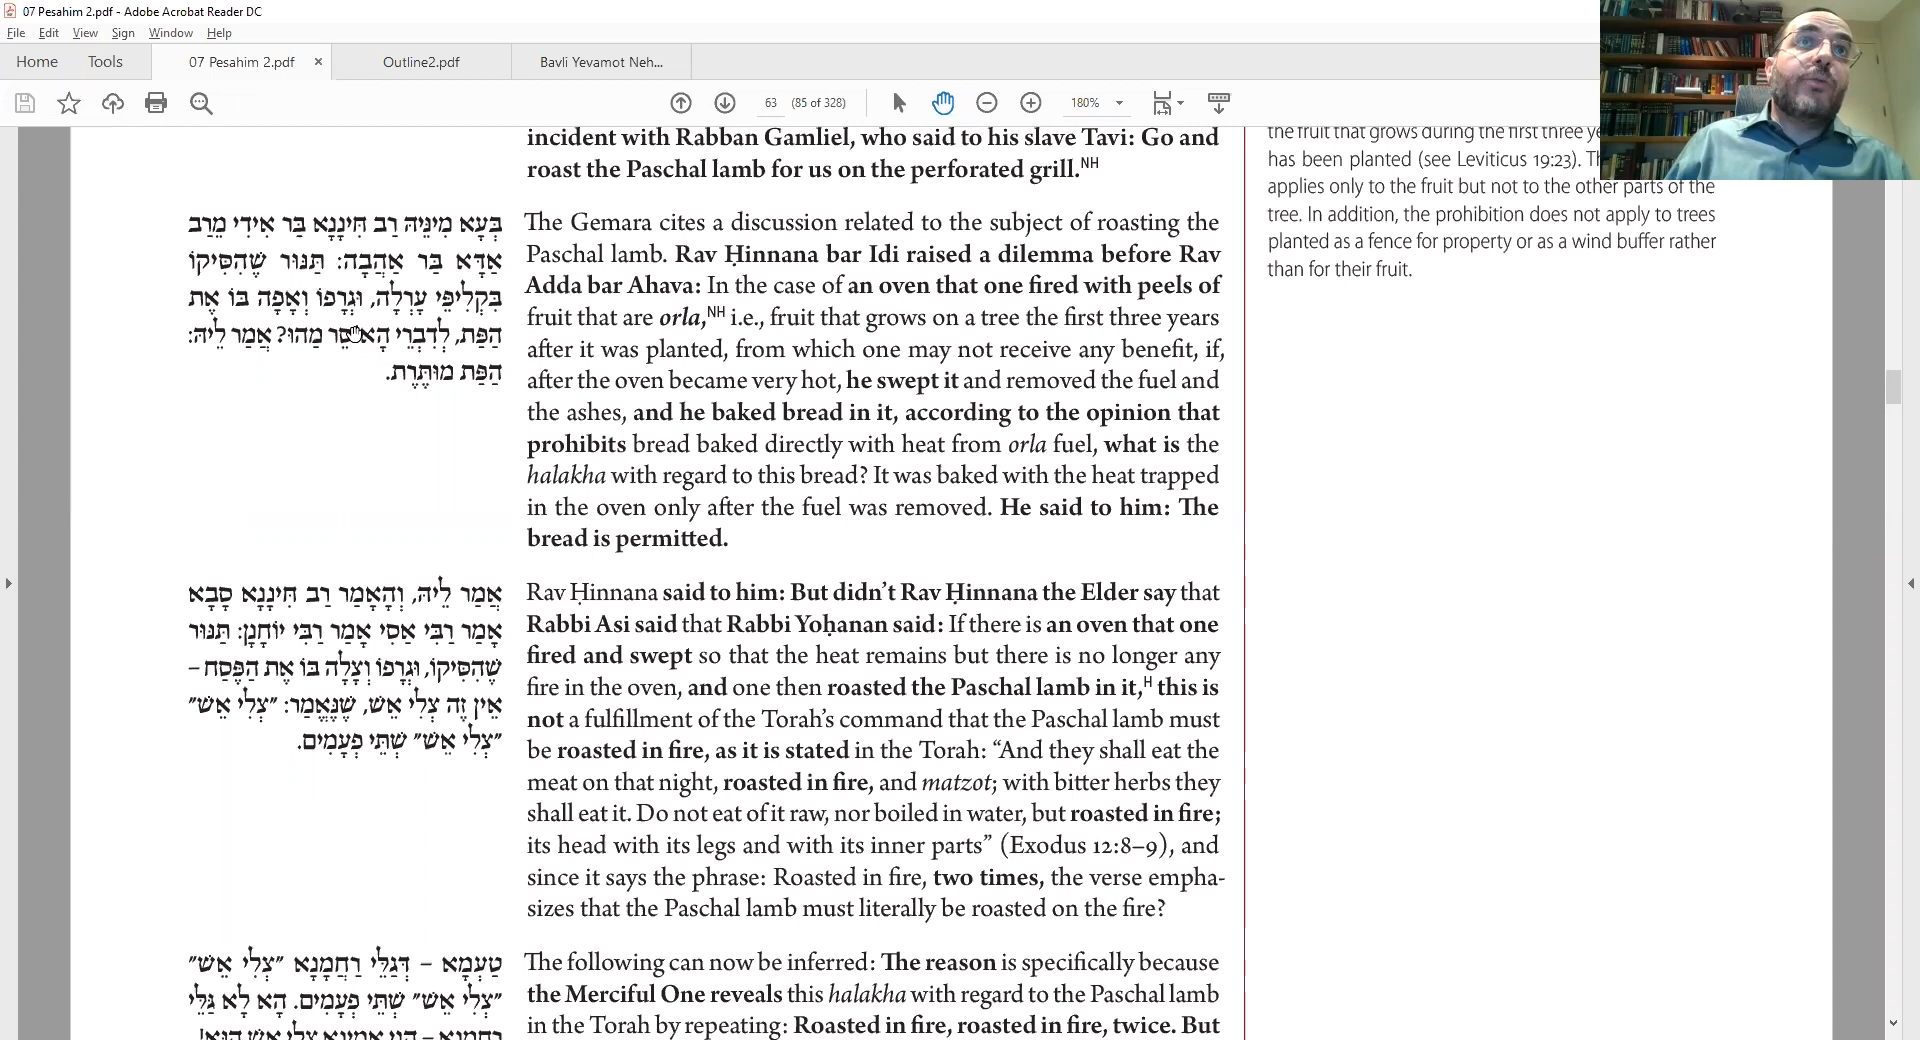 07 Pesahim 2.pdf - Adobe Acrobat Reader DC
File Edit View Sign Window Help
Home Tools 07 Pesahim 2.pdf × Outline2.pdf Bavli Yevamot Neh...
63 (85 of 328) 180%
incident with Rabban Gamliel, who said to his slave Tavi: Go and
roast the Paschal lamb for us on the perforated grill.NH
בְּעָא מִינֵּיהּ רַב חִינָּנָא בַּר אִידִי מֵרַב
אַדָּא בַּר אַהֲבָה: תַּנּוּר שֶׁהִסִּיקוֹ
בִּקְלִיפֵּי עָרְלָה, וּגְרָפוֹ וְאָפָה בּוֹ אֶת
הַפַּת, לְדִבְרֵי הָאוֹסֵר מַהוּ? אֲמַר לֵיהּ:
הַפַּת מוּתֶּרֶת.
The Gemara cites a discussion related to the subject of roasting the
Paschal lamb. Rav Ḥinnana bar Idi raised a dilemma before Rav
Adda bar Ahava: In the case of an oven that one fired with peels of
fruit that are orla,NH i.e., fruit that grows on a tree the first three years
after it was planted, from which one may not receive any benefit, if,
after the oven became very hot, he swept it and removed the fuel and
the ashes, and he baked bread in it, according to the opinion that
prohibits bread baked directly with heat from orla fuel, what is the
halakha with regard to this bread? It was baked with the heat trapped
in the oven only after the fuel was removed. He said to him: The
bread is permitted.
אֲמַר לֵיהּ, וְהָאָמַר רַב חִינָּנָא סָבָא
אָמַר רַבִּי אַסִי אָמַר רַבִּי יוֹחָנָן: תַּנּוּר
שֶׁהִסִּיקוֹ, וּגְרָפוֹ וְצָלָה בּוֹ אֶת הַפֶּסַח –
אֵין זֶה צְלִי אֵשׁ, שֶׁנֶּאֱמַר: ״צְלִי אֵשׁ״
״צְלִי אֵשׁ״ שְׁתֵּי פְּעָמִים.
Rav Ḥinnana said to him: But didn’t Rav Ḥinnana the Elder say that
Rabbi Asi said that Rabbi Yoḥanan said: If there is an oven that one
fired and swept so that the heat remains but there is no longer any
fire in the oven, and one then roasted the Paschal lamb in it,H this is
not a fulfillment of the Torah’s command that the Paschal lamb must
be roasted in fire, as it is stated in the Torah: “And they shall eat the
meat on that night, roasted in fire, and matzot; with bitter herbs they
shall eat it. Do not eat of it raw, nor boiled in water, but roasted in fire;
its head with its legs and with its inner parts” (Exodus 12:8–9), and
since it says the phrase: Roasted in fire, two times, the verse empha-
sizes that the Paschal lamb must literally be roasted on the fire?
טַעְמָא – דְּגַלֵּי רַחֲמָנָא ״צְלִי אֵשׁ״
״צְלִי אֵשׁ״ שְׁתֵּי פְּעָמִים. הָא לָא גַּלֵּי
The following can now be inferred: The reason is specifically because
the Merciful One reveals this halakha with regard to the Paschal lamb
in the Torah by repeating: Roasted in fire, roasted in fire, twice. But
the fruit that grows during the first three
has been planted (see Leviticus 19:23).
applies only to the fruit but not to the other parts of the
tree. In addition, the prohibition does not apply to trees
planted as a fence for property or as a wind buffer rather
than for their fruit.